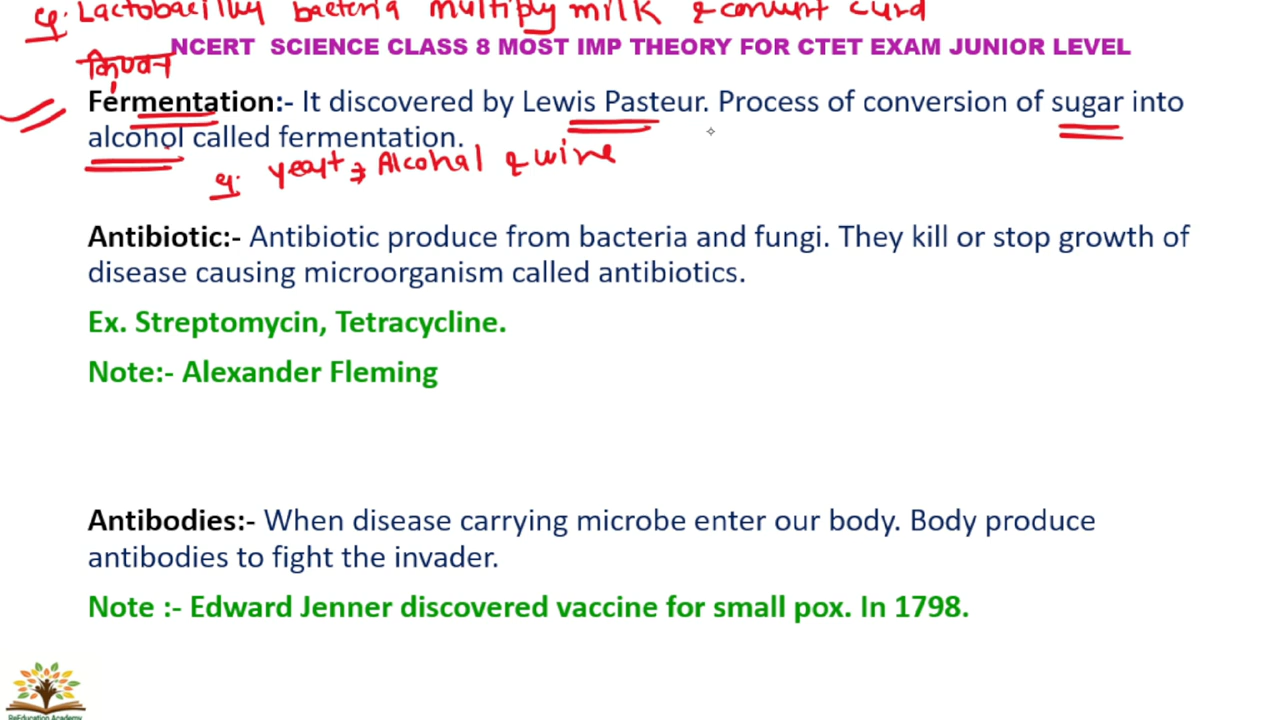 eg. Lactobacillus bacteria multiply milk & convert curd
NCERT SCIENCE CLASS 8 MOST IMP THEORY FOR CTET EXAM JUNIOR LEVEL
किण्वन
Fermentation:- It discovered by Lewis Pasteur. Process of conversion of sugar into
alcohol called fermentation.
eg. yeast → Alcohal & wine
Antibiotic:- Antibiotic produce from bacteria and fungi. They kill or stop growth of
disease causing microorganism called antibiotics.
Ex. Streptomycin, Tetracycline.
Note:- Alexander Fleming
Antibodies:- When disease carrying microbe enter our body. Body produce
antibodies to fight the invader.
Note :- Edward Jenner discovered vaccine for small pox. In 1798.